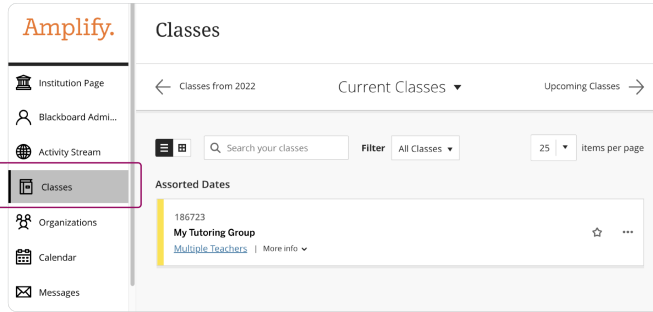 Amplify.
Institution Page
Blackboard Admi...
Activity Stream
Classes
Organizations
Calendar
Messages
Classes
Classes from 2022
Current Classes
Upcoming Classes
Search your classes
Filter
All Classes
25
items per page
Assorted Dates
186723
My Tutoring Group
Multiple Teachers | More info